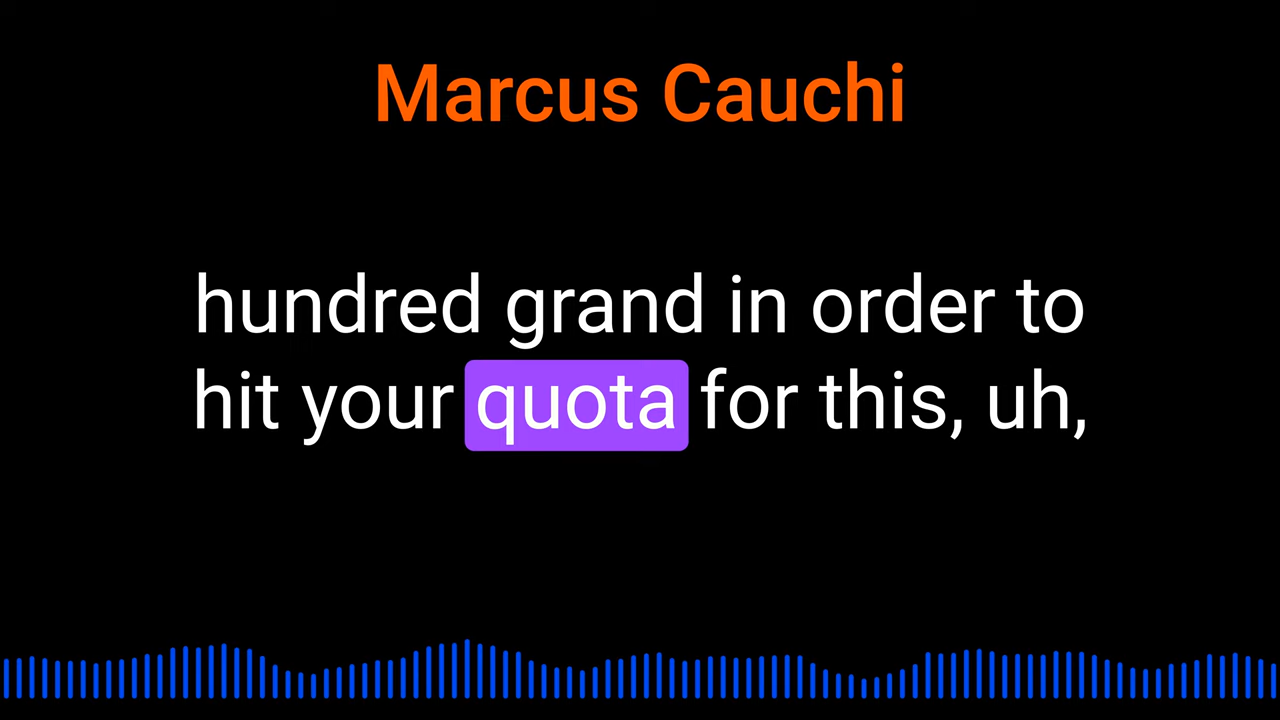 Marcus Cauchi
hundred grand in order to
hit your quota for this, uh,